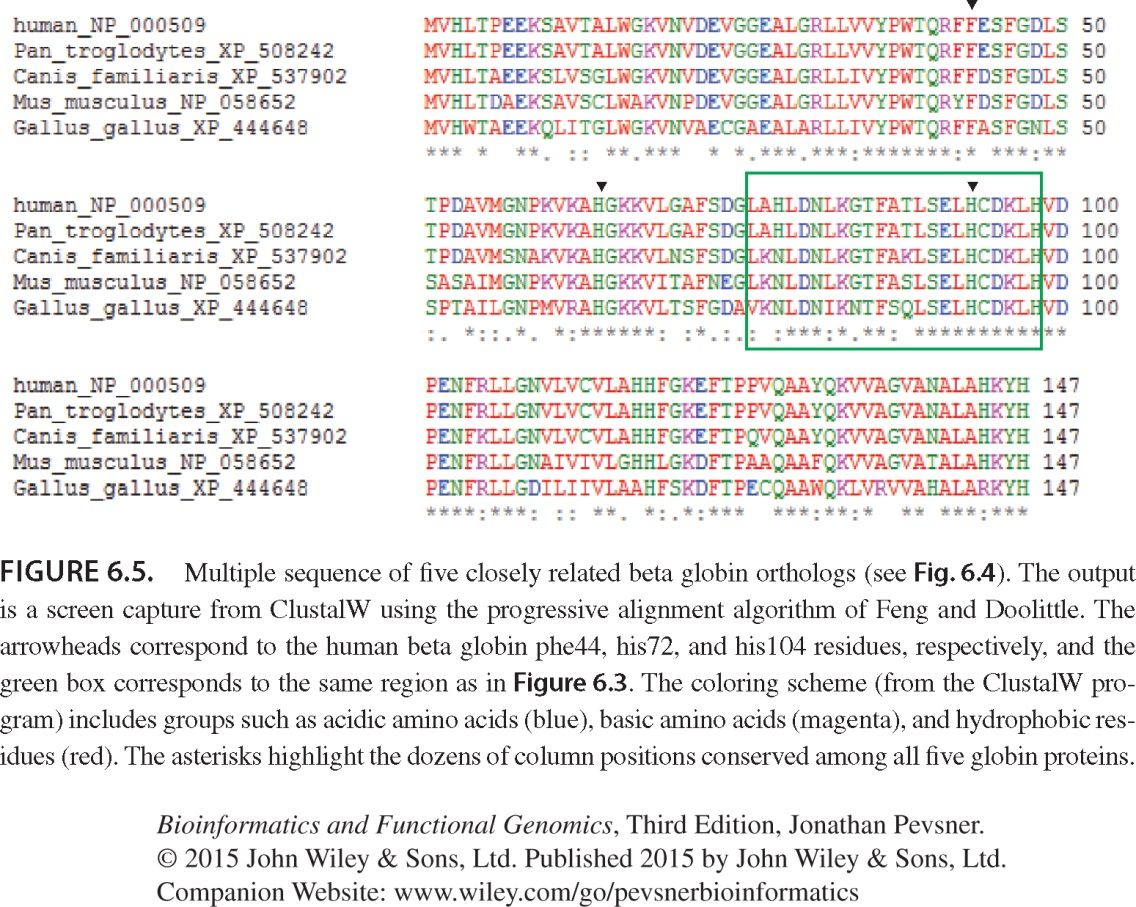 human_NP_000509 MVHLTPEEKSAVTALWGKVNVDEVGGEALGRLLVVYPWTQRFFESFGDLS 50
Pan_troglodytes_XP_508242 MVHLTPEEKSAVTALWGKVNVDEVGGEALGRLLVVYPWTQRFFESFGDLS 50
Canis_familiaris_XP_537902 MVHLTAEEKSLVSGLWGKVNVDEVGGEALGRLLIVYPWTQRFFDSFGDLS 50
Mus_musculus_NP_058652 MVHLTDAEKSAVSCLWAKVNPDEVGGEALGRLLVVYPWTQRYFDSFGDLS 50
Gallus_gallus_XP_444648 MVHWTAEEKQLITGLWGKVNVAECGAEALARLLIVYPWTQRFFASFGNLS 50
*** *  **. :: **.***  * *.***.***:*******:* ***:**
human_NP_000509 TPDAVMGNPKVKAHGKKVLGAFSDGLAHLDNLKGTFATLSELHCDKLHVD 100
Pan_troglodytes_XP_508242 TPDAVMGNPKVKAHGKKVLGAFSDGLAHLDNLKGTFATLSELHCDKLHVD 100
Canis_familiaris_XP_537902 TPDAVMSNAKVKAHGKKVLNSFSDGLKNLDNLKGTFAKLSELHCDKLHVD 100
Mus_musculus_NP_058652 SASAIMGNPKVKAHGKKVITAFNEGLKNLDNLKGTFASLSELHCDKLHVD 100
Gallus_gallus_XP_444648 SPTAILGNPMVRAHGKKVLTSFGDAVKNLDNIKNTFSQLSELHCDKLHVD 100
:. *::.*. *:******: :*.:.: :***:*.**: ************
human_NP_000509 PENFRLLGNVLVCVLAHHFGKEFTPPVQAAYQKVVAGVANALAHKYH 147
Pan_troglodytes_XP_508242 PENFRLLGNVLVCVLAHHFGKEFTPPVQAAYQKVVAGVANALAHKYH 147
Canis_familiaris_XP_537902 PENFKLLGNVLVCVLAHHFGKEFTPQVQAAYQKVVAGVANALAHKYH 147
Mus_musculus_NP_058652 PENFRLLGNAIVIVLGHHLGKDFTPAAQAAFQKVVAGVATALAHKYH 147
Gallus_gallus_XP_444648 PENFRLLGDILIIVLAAHFSKDFTPECQAAWQKLVRVVAHALARKYH 147
****:***: :: **. *:.*:***  ***:**:*  ** ***:***
FIGURE 6.5. Multiple sequence of five closely related beta globin orthologs (see Fig. 6.4). The output
is a screen capture from ClustalW using the progressive alignment algorithm of Feng and Doolittle. The
arrowheads correspond to the human beta globin phe44, his72, and his104 residues, respectively, and the
green box corresponds to the same region as in Figure 6.3. The coloring scheme (from the ClustalW pro-
gram) includes groups such as acidic amino acids (blue), basic amino acids (magenta), and hydrophobic res-
idues (red). The asterisks highlight the dozens of column positions conserved among all five globin proteins.
Bioinformatics and Functional Genomics, Third Edition, Jonathan Pevsner.
© 2015 John Wiley & Sons, Ltd. Published 2015 by John Wiley & Sons, Ltd.
Companion Website: www.wiley.com/go/pevsnerbioinformatics